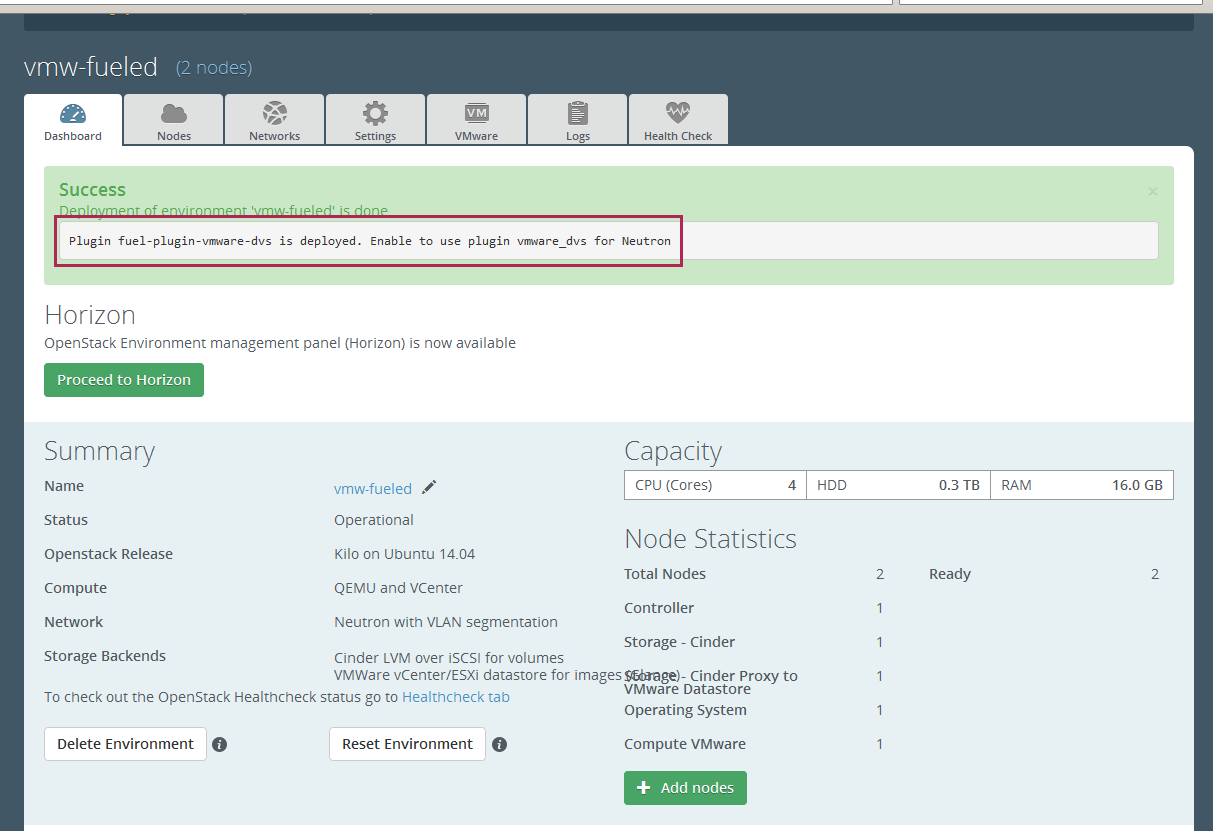 vmw-fueled (2 nodes)
Dashboard
Nodes
Networks
Settings
VM
VMware
Logs
Health Check
Success
×
Deployment of environment 'vmw-fueled' is done
Plugin fuel-plugin-vmware-dvs is deployed. Enable to use plugin vmware_dvs for Neutron
Horizon
OpenStack Environment management panel (Horizon) is now available
Proceed to Horizon
Summary
Name vmw-fueled
Status Operational
Openstack Release Kilo on Ubuntu 14.04
Compute QEMU and VCenter
Network Neutron with VLAN segmentation
Storage Backends Cinder LVM over iSCSI for volumes
VMWare vCenter/ESXi datastore for images (Glance)
To check out the OpenStack Healthcheck status go to Healthcheck tab
Delete Environment
Reset Environment
Capacity
CPU (Cores) 4 HDD 0.3 TB RAM 16.0 GB
Node Statistics
Total Nodes 2 Ready 2
Controller 1
Storage - Cinder 1
Storage - Cinder Proxy to 1
VMware Datastore
Operating System 1
Compute VMware 1
+ Add nodes